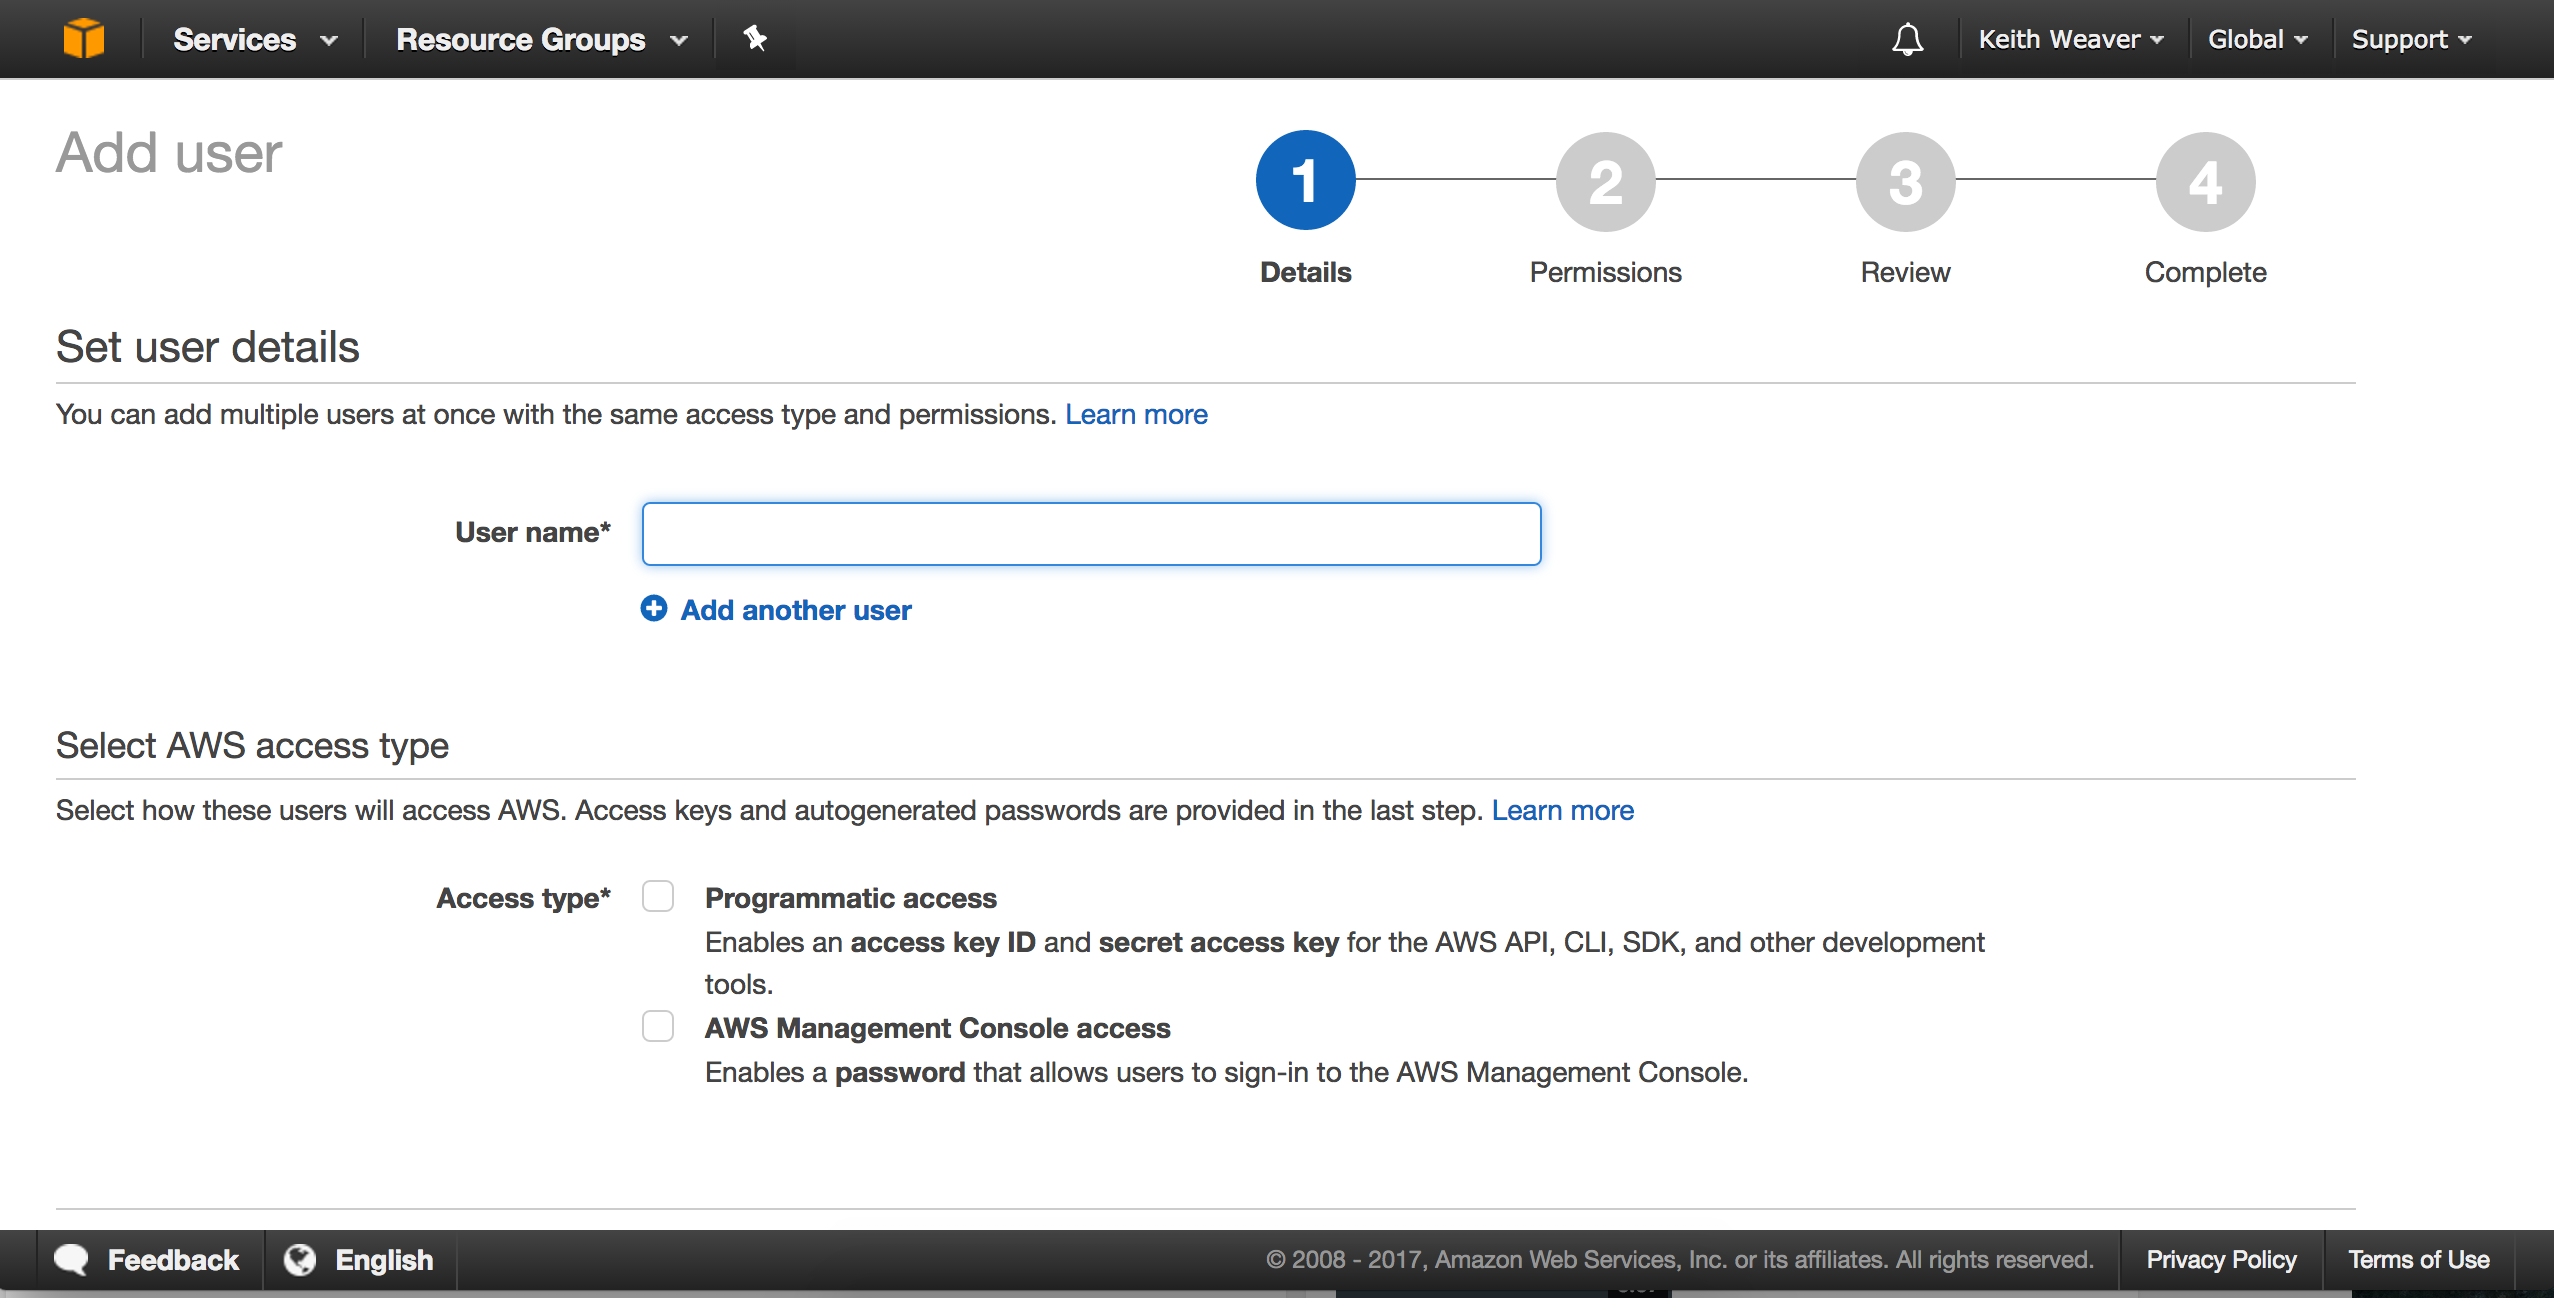 Services Resource Groups Keith Weaver Global Support
Add user
1 2 3 4
Details Permissions Review Complete
Set user details
You can add multiple users at once with the same access type and permissions. Learn more
User name*
Add another user
Select AWS access type
Select how these users will access AWS. Access keys and autogenerated passwords are provided in the last step. Learn more
Access type* Programmatic access
Enables an access key ID and secret access key for the AWS API, CLI, SDK, and other development
tools.
AWS Management Console access
Enables a password that allows users to sign-in to the AWS Management Console.
Feedback English © 2008 - 2017, Amazon Web Services, Inc. or its affiliates. All rights reserved. Privacy Policy Terms of Use